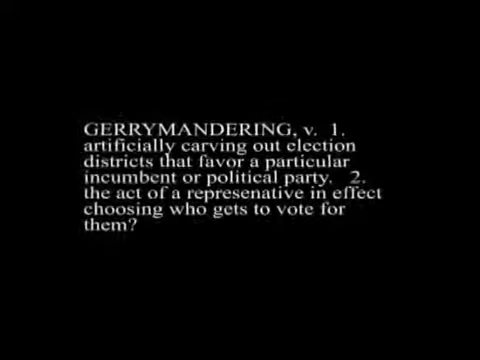 GERRYMANDERING, v.  1.
artificially carving out election
districts that favor a particular
incumbent or political party.  2.
the act of a represenative in effect
choosing who gets to vote for
them?